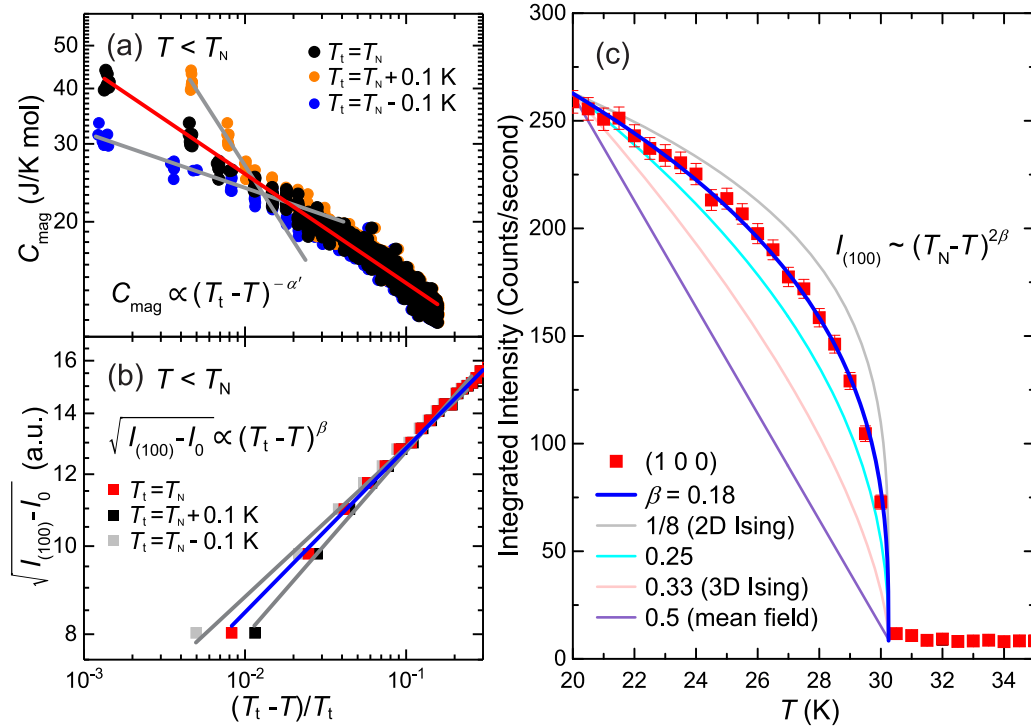 (a) T < T_N
T_t = T_N
T_t = T_N + 0.1 K
T_t = T_N − 0.1 K
C_mag ∝ (T_t - T)^{−α′}
C_mag (J/K mol)
50
40
30
20
(b) T < T_N
√(I_(100) - I_0) ∝ (T_t - T)^β
T_t = T_N
T_t = T_N + 0.1 K
T_t = T_N − 0.1 K
√(I_(100) - I_0) (a.u.)
16
14
12
10
8
10^{-3} 10^{-2} 10^{-1}
(T_t - T)/T_t
(c)
I_(100) ~ (T_N - T)^{2β}
(1 0 0)
β = 0.18
1/8 (2D Ising)
0.25
0.33 (3D Ising)
0.5 (mean field)
Integrated Intensity (Counts/second)
300
250
200
150
100
50
0
20 22 24 26 28 30 32 34
T (K)